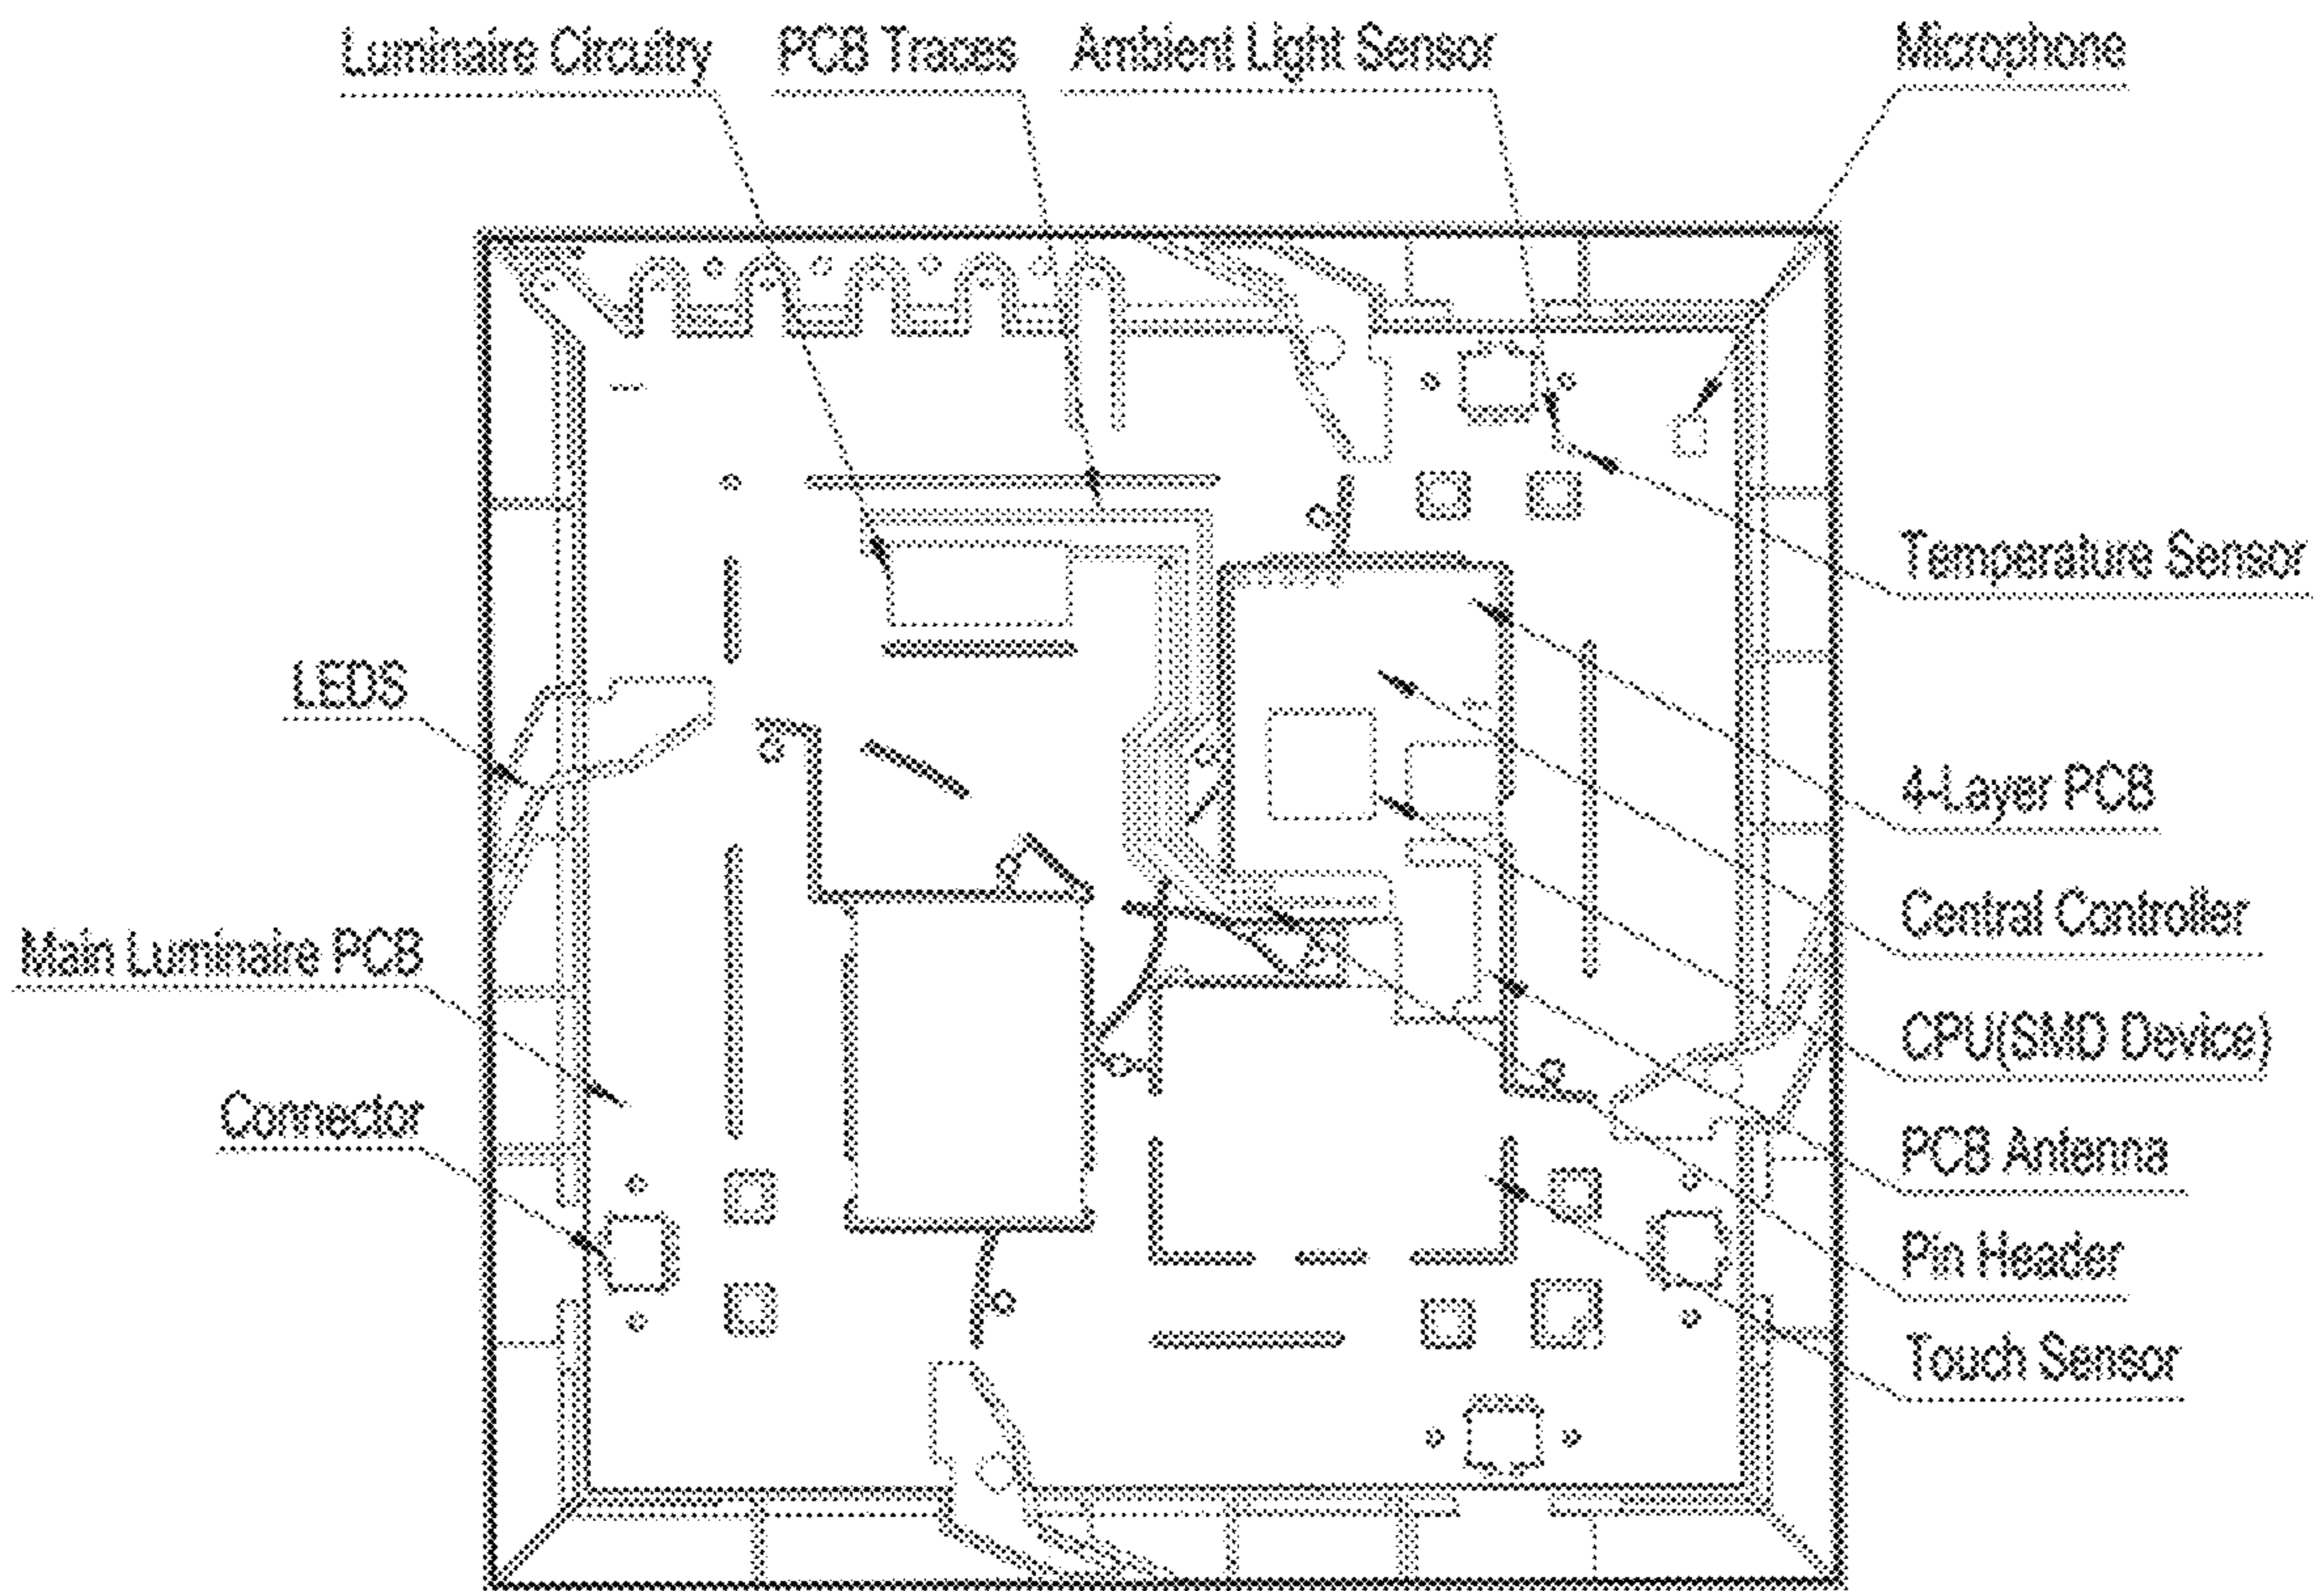 Luminaire Circuitry
PCB Traces
Ambient Light Sensor
Microphone
Temperature Sensor
LEDS
4-Layer PCB
Central Controller
Main Luminaire PCB
CPU(SMD Device)
Connector
PCB Antenna
Pin Header
Touch Sensor